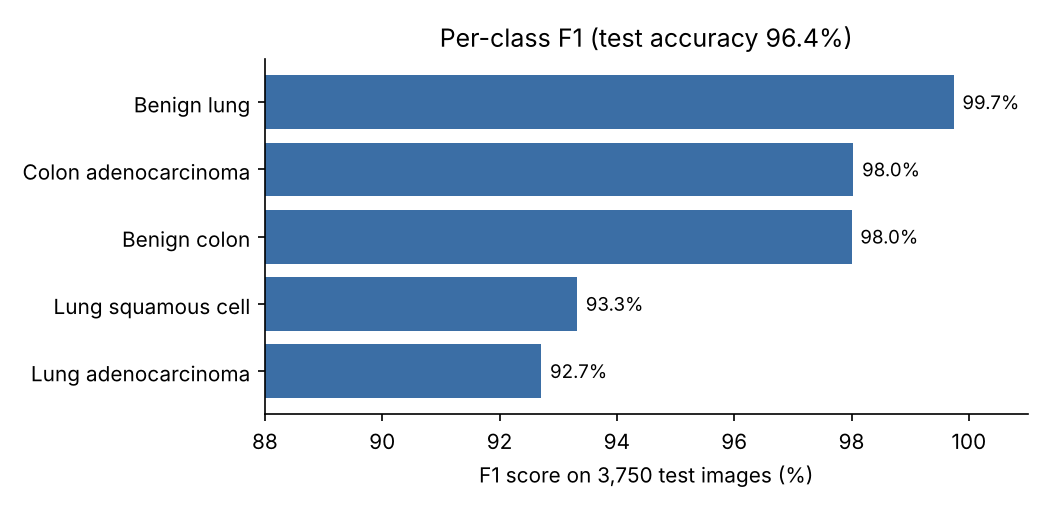 Per-class F1 (test accuracy 96.4%)
Benign lung 99.7%
Colon adenocarcinoma 98.0%
Benign colon 98.0%
Lung squamous cell 93.3%
Lung adenocarcinoma 92.7%
88 90 92 94 96 98 100
F1 score on 3,750 test images (%)